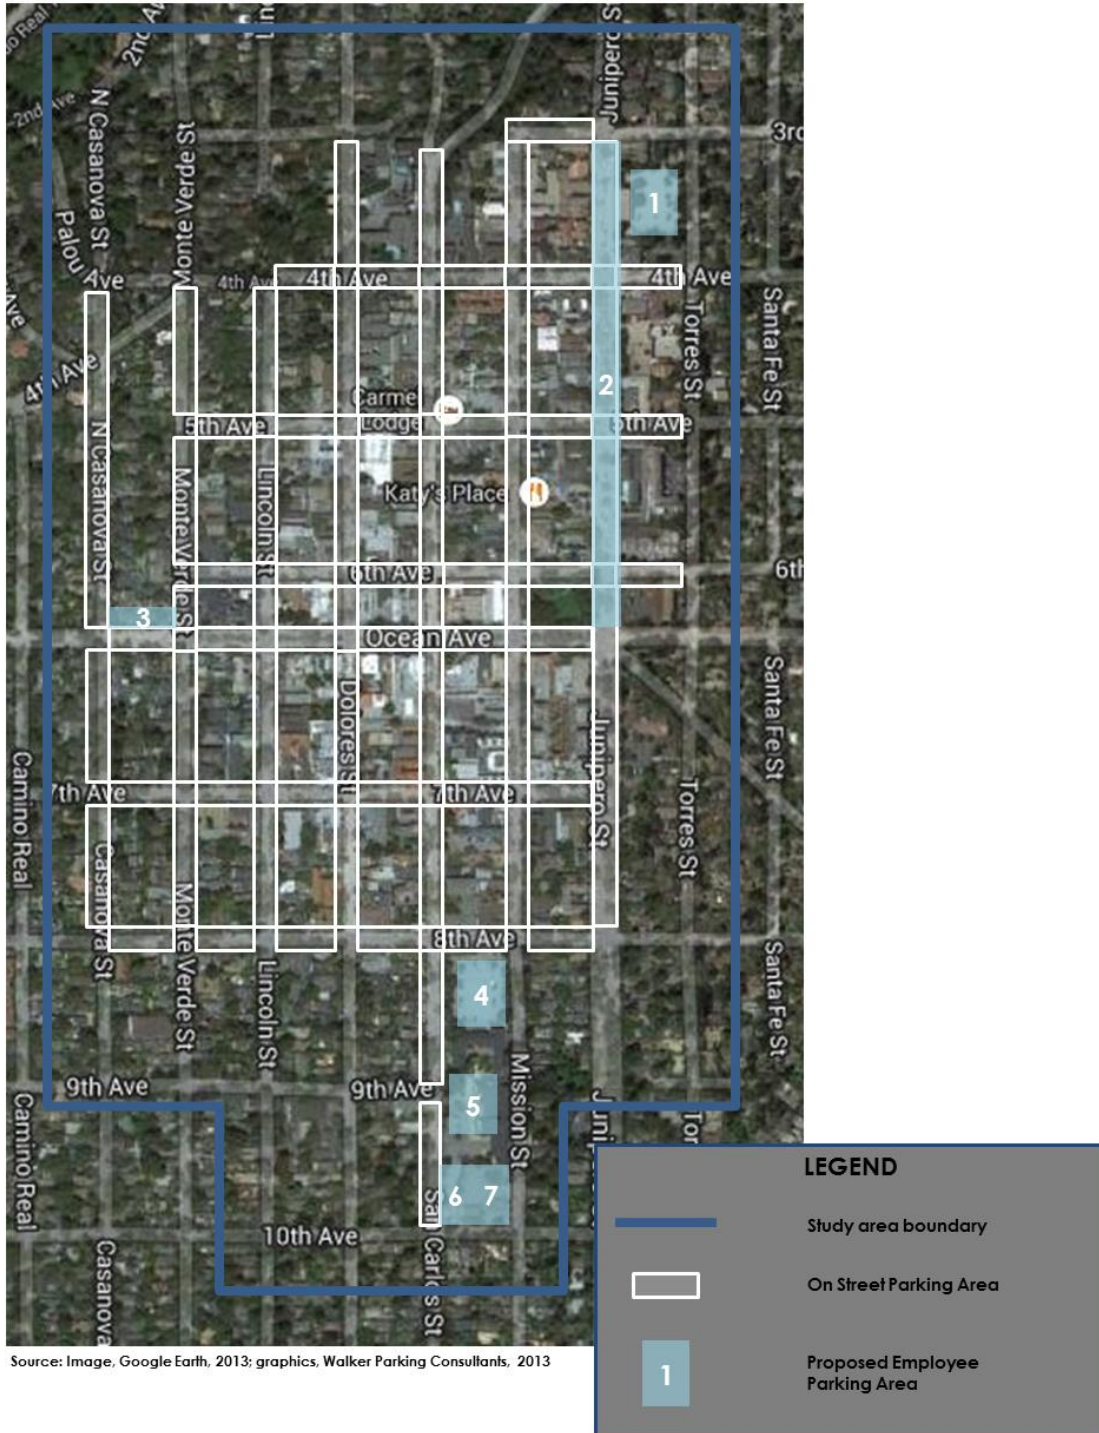 2nd Av
Lin
Junipero S
2nd Ave
N Casanova St
Monte Verde St
3rd
1
Palou Ave
4th Ave
4th Ave
4th Ave
4th Ave
N Casanova St
Torres St
Santa Fe St
2
Carmel
Lodge
5th Ave
5th Ave
Monte Verde St
Lincoln St
Katy's Place
6th Ave
6th
3
Ocean Ave
Dolores St
Junipero St
Santa Fe St
Camino Real
7th Ave
7th Ave
Torres St
Casanova St
Monte Verde St
8th Ave
Lincoln St
4
Santa Fe St
9th Ave
9th Ave
Mission St
5
Camino Real
Juni
Tor
6 7
San Carlos St
10th Ave
Casanova
LEGEND
Study area boundary
On Street Parking Area
1
Proposed Employee
Parking Area
Source: Image, Google Earth, 2013; graphics, Walker Parking Consultants, 2013